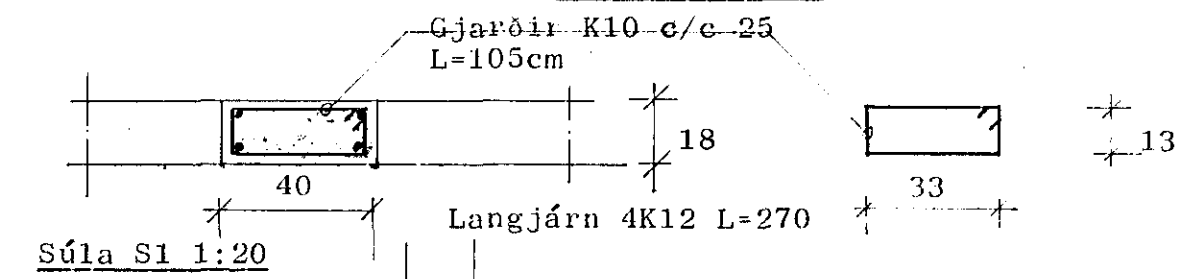 Gjarðir K10 c/c 25
L=105cm
18
13
40
33
Langjárn 4K12 L=270
Súla S1 1:20